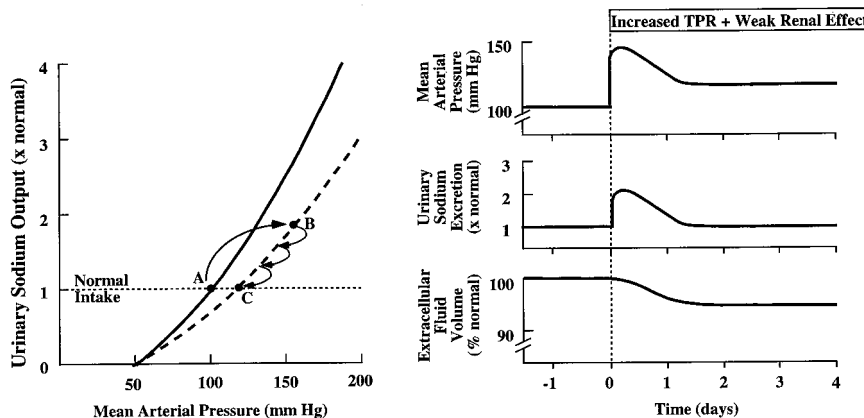 Urinary Sodium Output (x normal)
4
3
2
1
0
Normal
Intake
A
B
C
50
100
150
200
Mean Arterial Pressure (mm Hg)
Increased TPR + Weak Renal Effect
Mean
Arterial
Pressure
(mm Hg)
150
100
Urinary
Sodium
Excretion
(x normal)
3
2
1
Extracellular
Fluid
Volume
(% normal)
100
90
-1
0
1
2
3
4
Time (days)